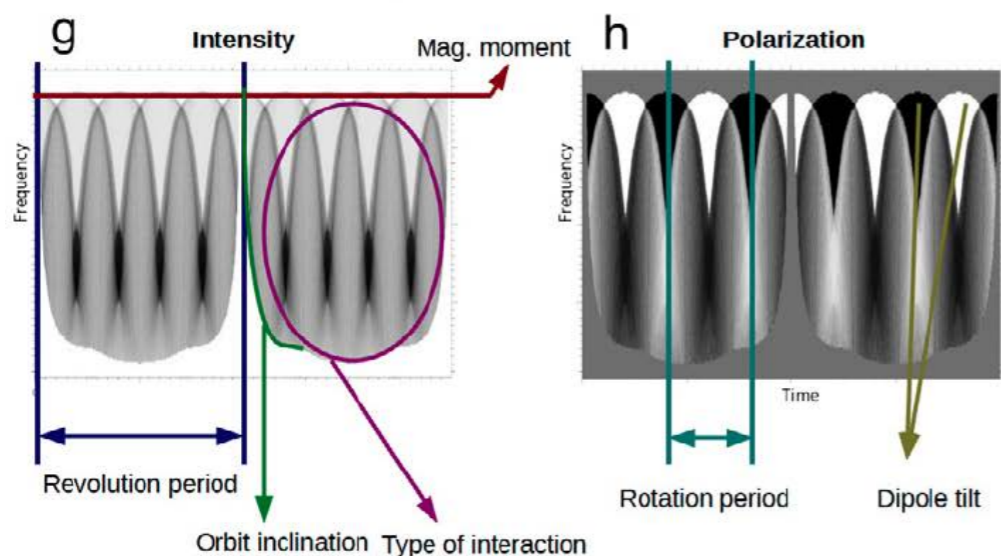 g
Intensity
Mag. moment
Frequency
Revolution period
Orbit inclination
Type of interaction
h
Polarization
Frequency
Time
Rotation period
Dipole tilt